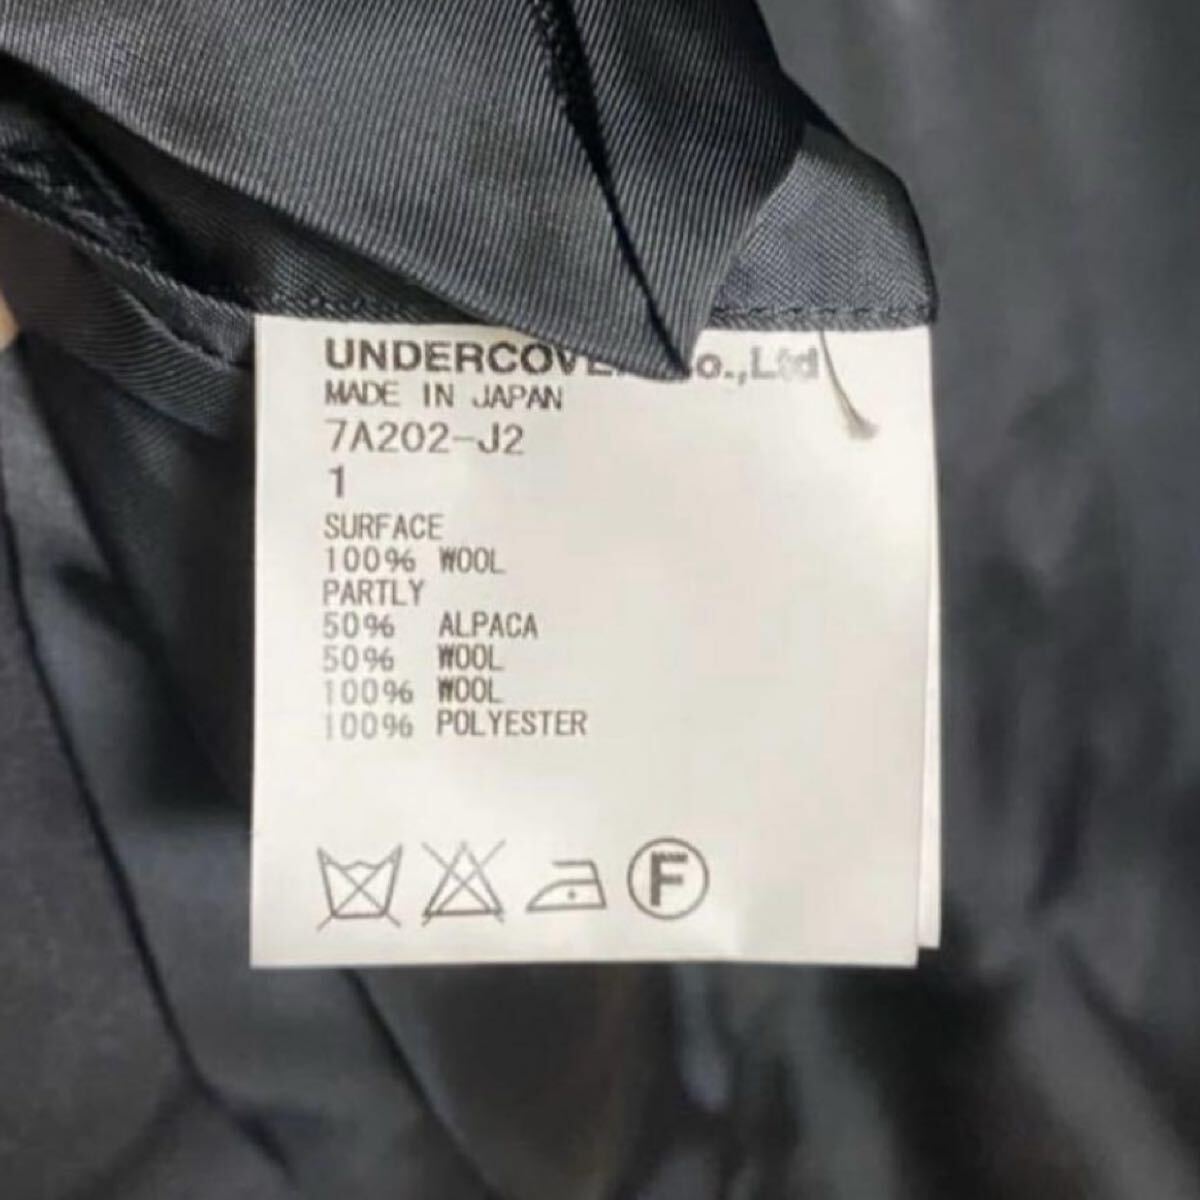 UNDERCOVER Co.,Ltd
MADE IN JAPAN
7A202-J2
1
SURFACE
100% WOOL
PARTLY
50% ALPACA
50% WOOL
100% WOOL
100% POLYESTER
F